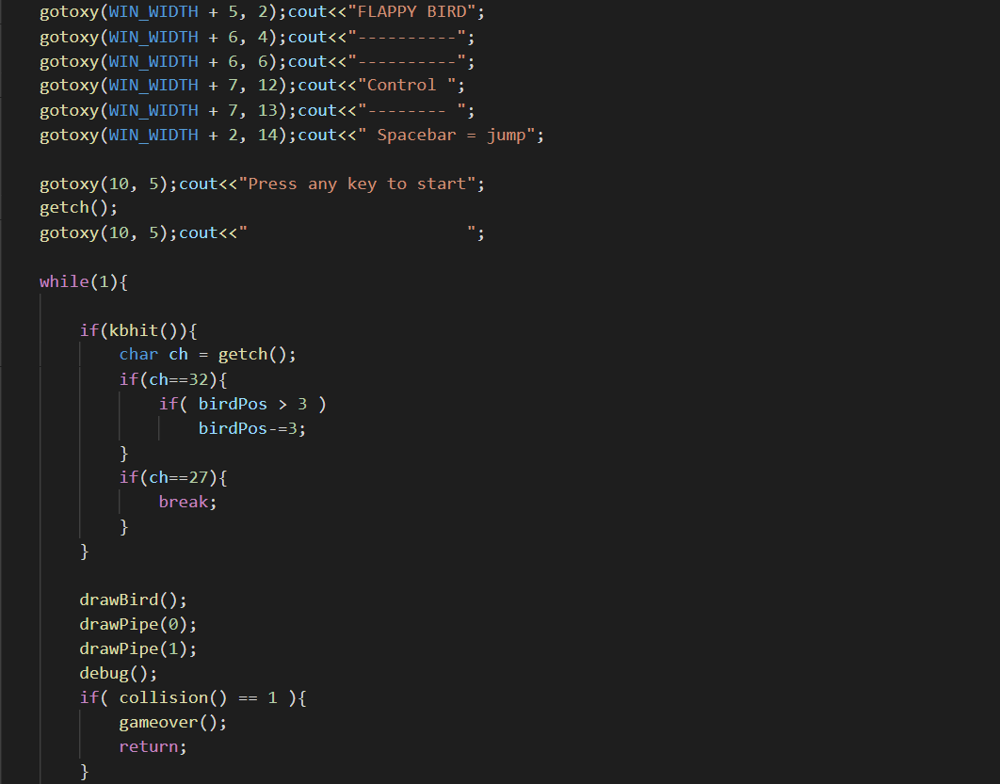 gotoxy(WIN_WIDTH + 5, 2);cout<<"FLAPPY BIRD";
gotoxy(WIN_WIDTH + 6, 4);cout<<"----------";
gotoxy(WIN_WIDTH + 6, 6);cout<<"----------";
gotoxy(WIN_WIDTH + 7, 12);cout<<"Control ";
gotoxy(WIN_WIDTH + 7, 13);cout<<"-------- ";
gotoxy(WIN_WIDTH + 2, 14);cout<<" Spacebar = jump";

gotoxy(10, 5);cout<<"Press any key to start";
getch();
gotoxy(10, 5);cout<<"                      ";

while(1){

    if(kbhit()){
        char ch = getch();
        if(ch==32){
            if( birdPos > 3 )
                birdPos-=3;
        }
        if(ch==27){
            break;
        }
    }

    drawBird();
    drawPipe(0);
    drawPipe(1);
    debug();
    if( collision() == 1 ){
        gameover();
        return;
    }